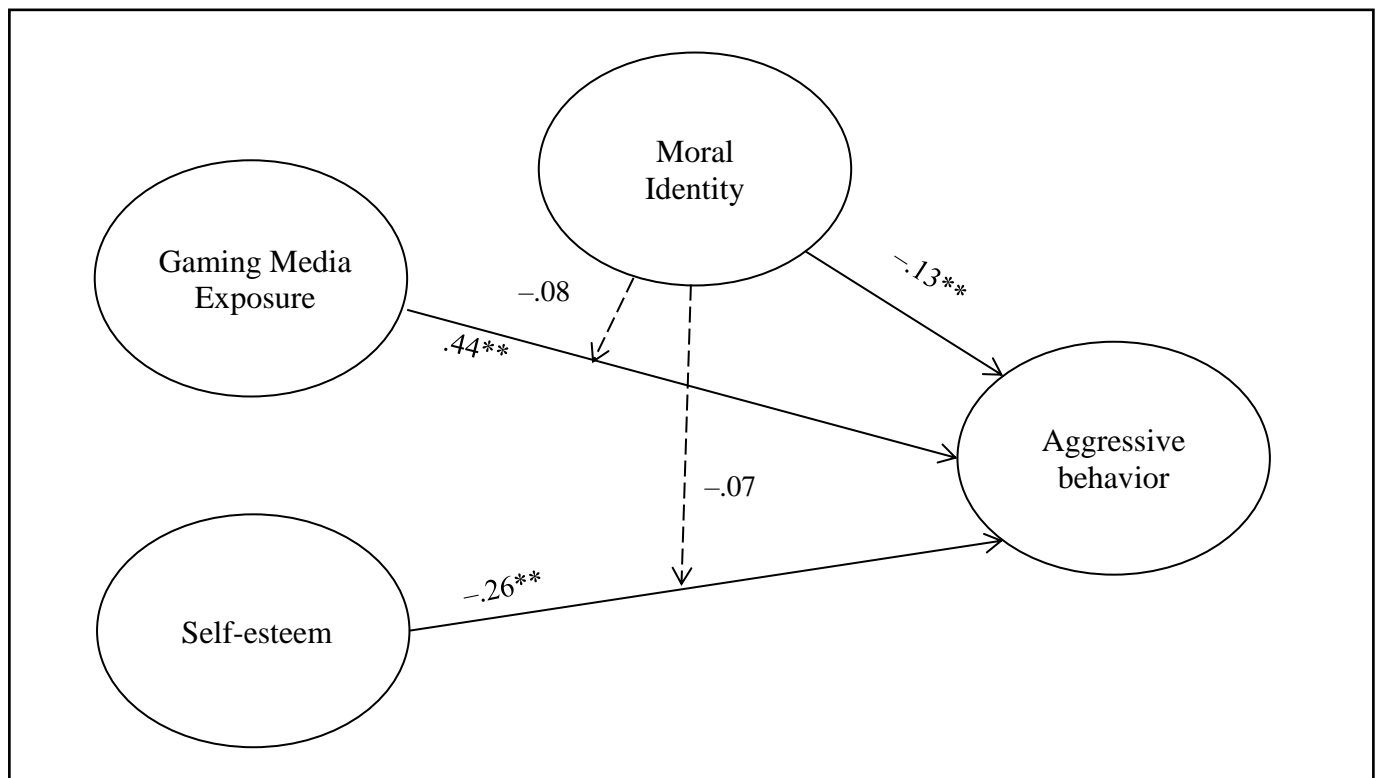 Moral
Identity
Gaming Media
Exposure
–.08
–.13**
.44**
Aggressive
behavior
–.07
–.26**
Self-esteem